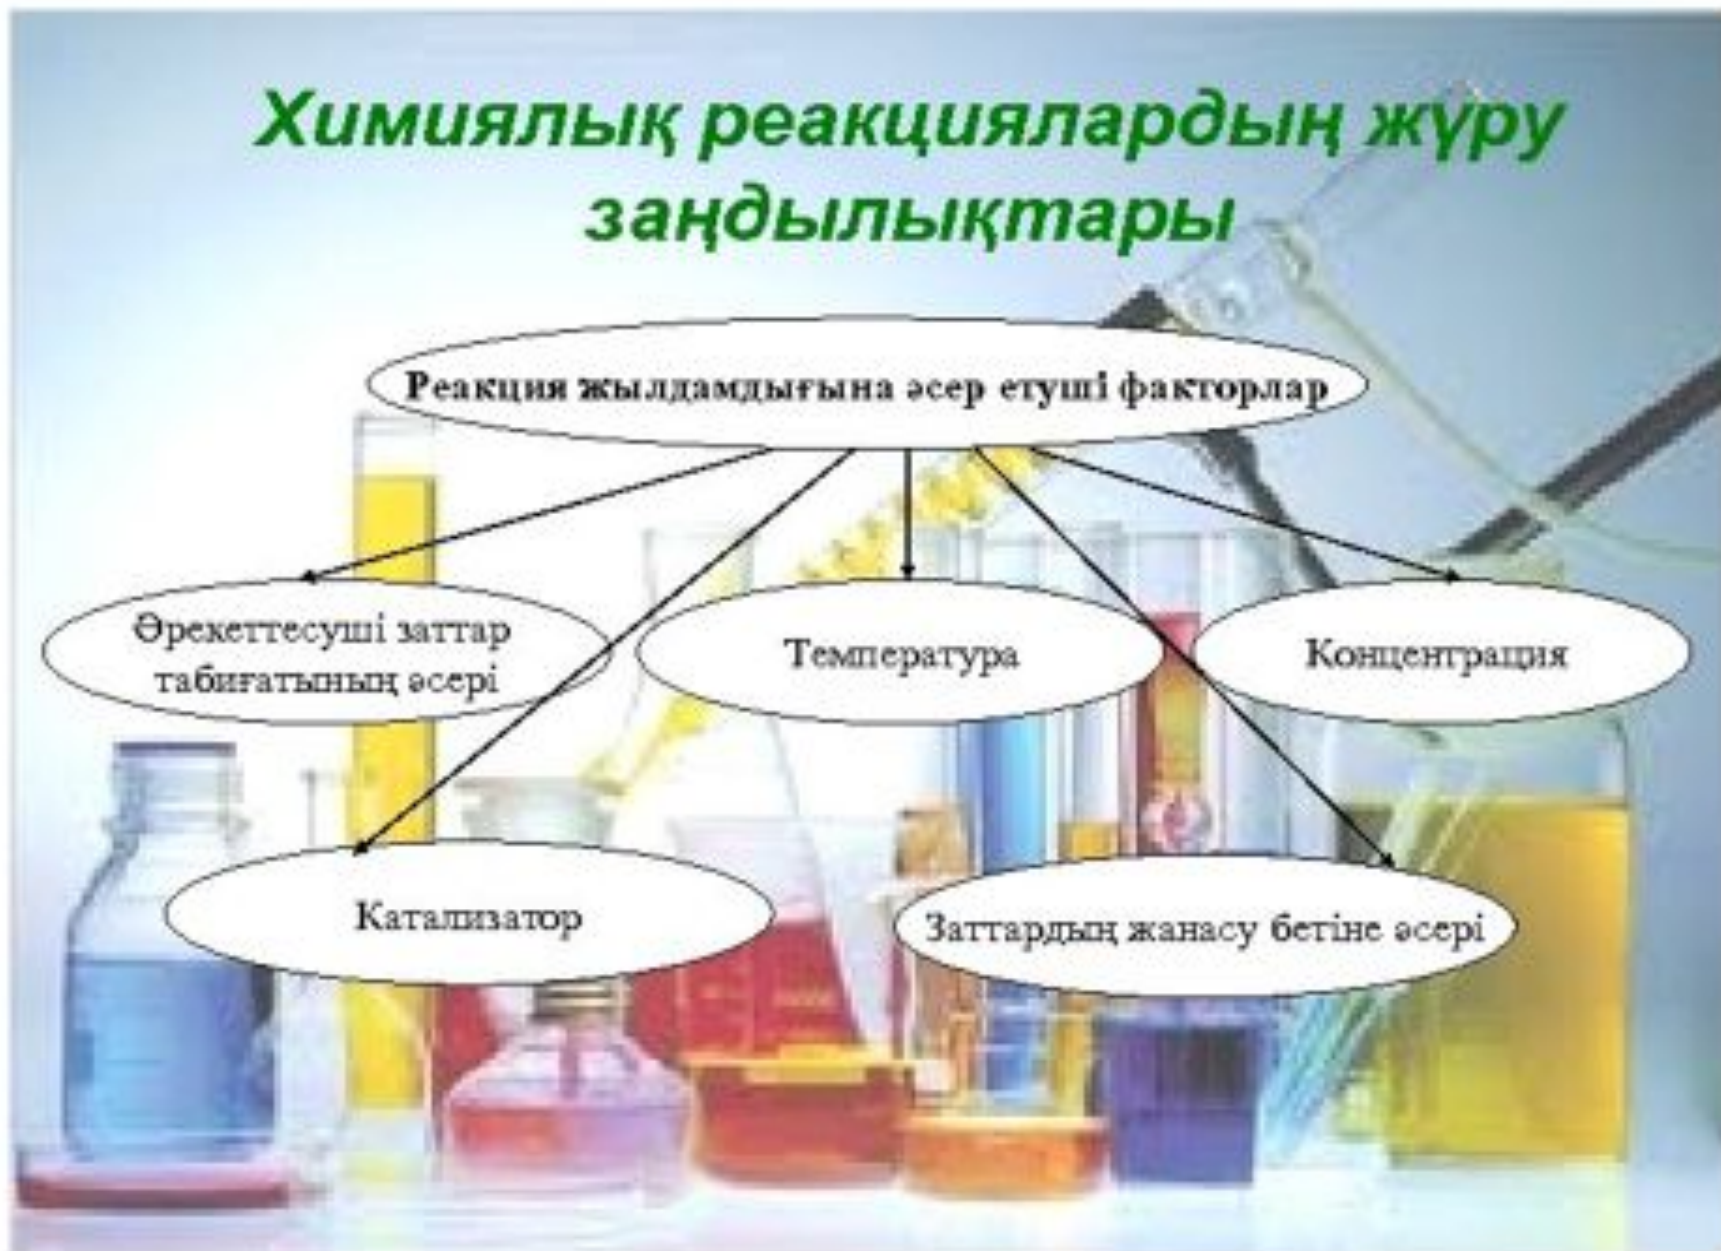 Химиялық реакциялардың жүру
заңдылықтары
Реакция жылдамдығына әсер етуші факторлар
Әрекеттесуші заттар
табиғатының әсері
Температура
Концентрация
Катализатор
Заттардың жанасу бетіне әсері